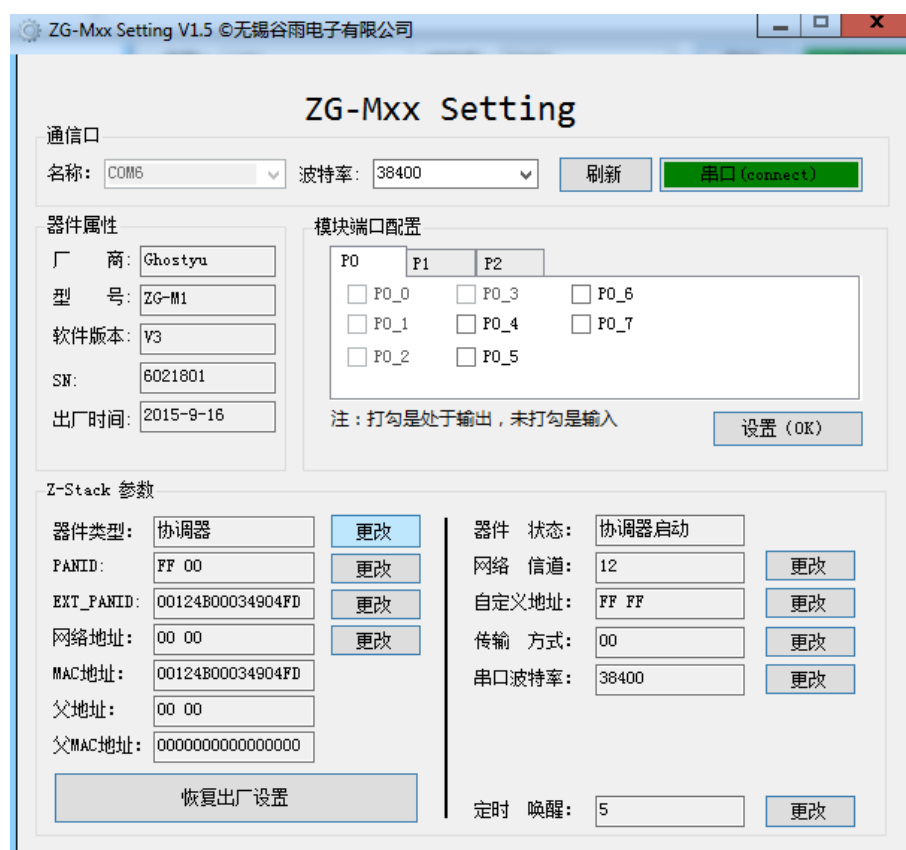 ZG-Mxx Setting V1.5 ©无锡谷雨电子有限公司
ZG-Mxx Setting
通信口
名称: COM6 波特率: 38400 刷新 串口(connect)
器件属性
厂 商: Ghostyu
型 号: ZG-M1
软件版本: V3
SN: 6021801
出厂时间: 2015-9-16
模块端口配置
P0 P1 P2
P0_0 P0_3 P0_6
P0_1 P0_4 P0_7
P0_2 P0_5
注：打勾是处于输出，未打勾是输入
设置 (OK)
Z-Stack 参数
器件类型: 协调器 更改
PANID: FF 00 更改
EXT_PANID: 00124B00034904FD 更改
网络地址: 00 00 更改
MAC地址: 00124B00034904FD
父地址: 00 00
父MAC地址: 0000000000000000
恢复出厂设置
器件 状态: 协调器启动
网络 信道: 12 更改
自定义地址: FF FF 更改
传输 方式: 00 更改
串口波特率: 38400 更改
定时 唤醒: 5 更改